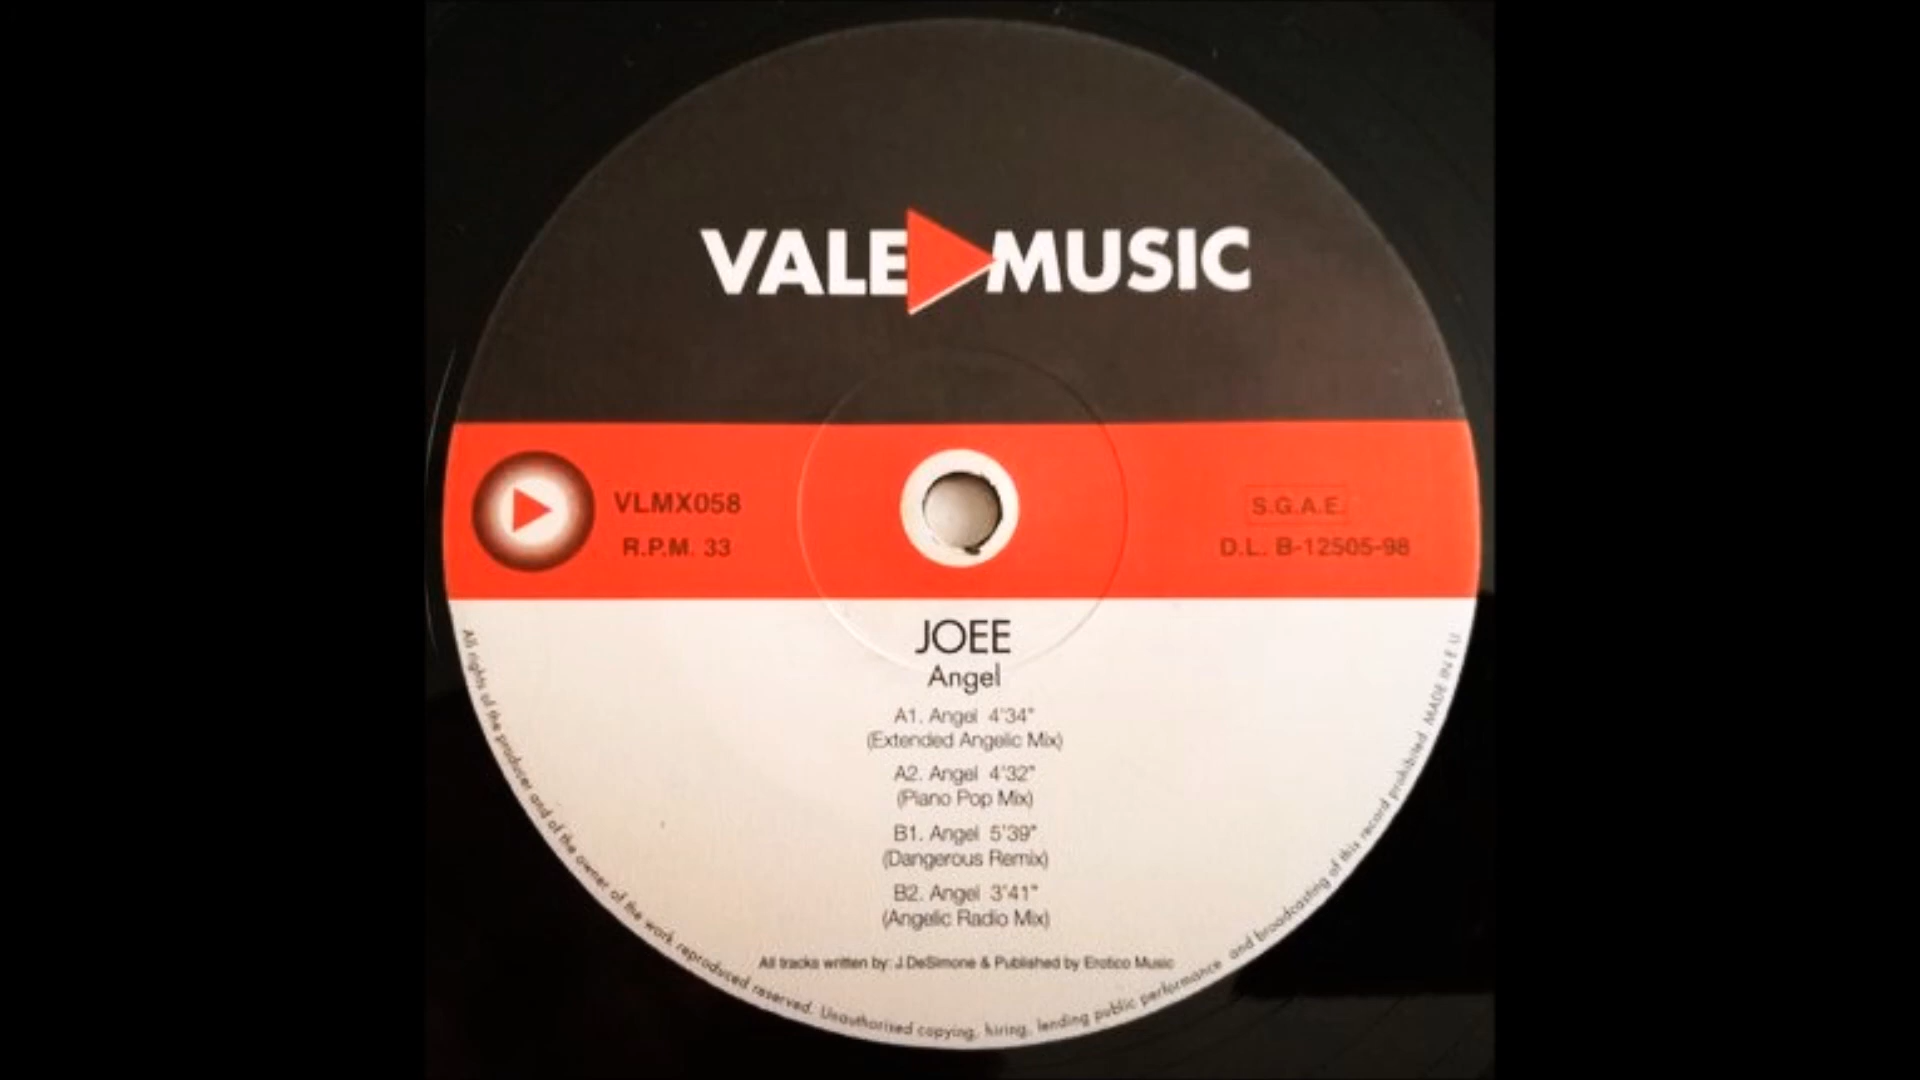 VALE MUSIC
VLMX058
R.P.M. 33
S.G.A.E.
D.L. B-12505-98
JOEE
Angel
A1. Angel 4'34"
(Extended Angelic Mix)
A2. Angel 4'32"
(Piano Pop Mix)
B1. Angel 5'39"
(Dangerous Remix)
B2. Angel 3'41"
(Angelic Radio Mix)
All tracks written by: J.DeSimone & Published by Erotico Music
All rights of the producer and of the owner of the work reproduced reserved. Unauthorised copying, hiring, lending public performance and broadcasting of this record prohibited. MADE IN E.U.